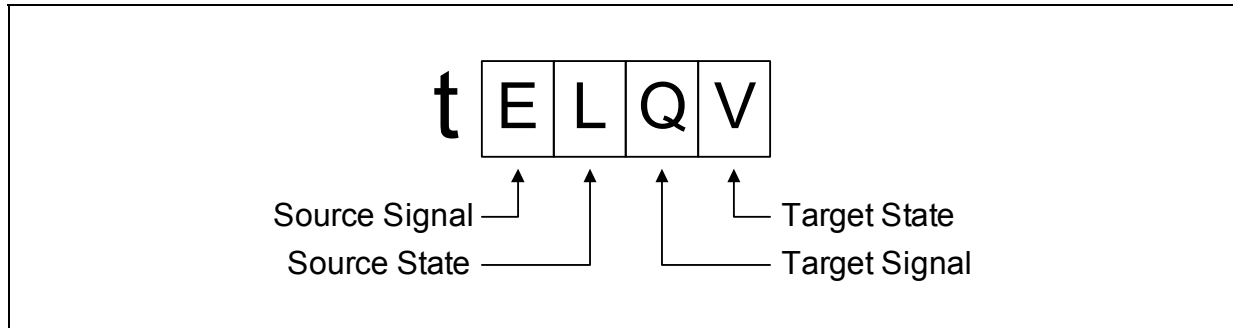 t E L Q V
Source Signal Target State
Source State Target Signal